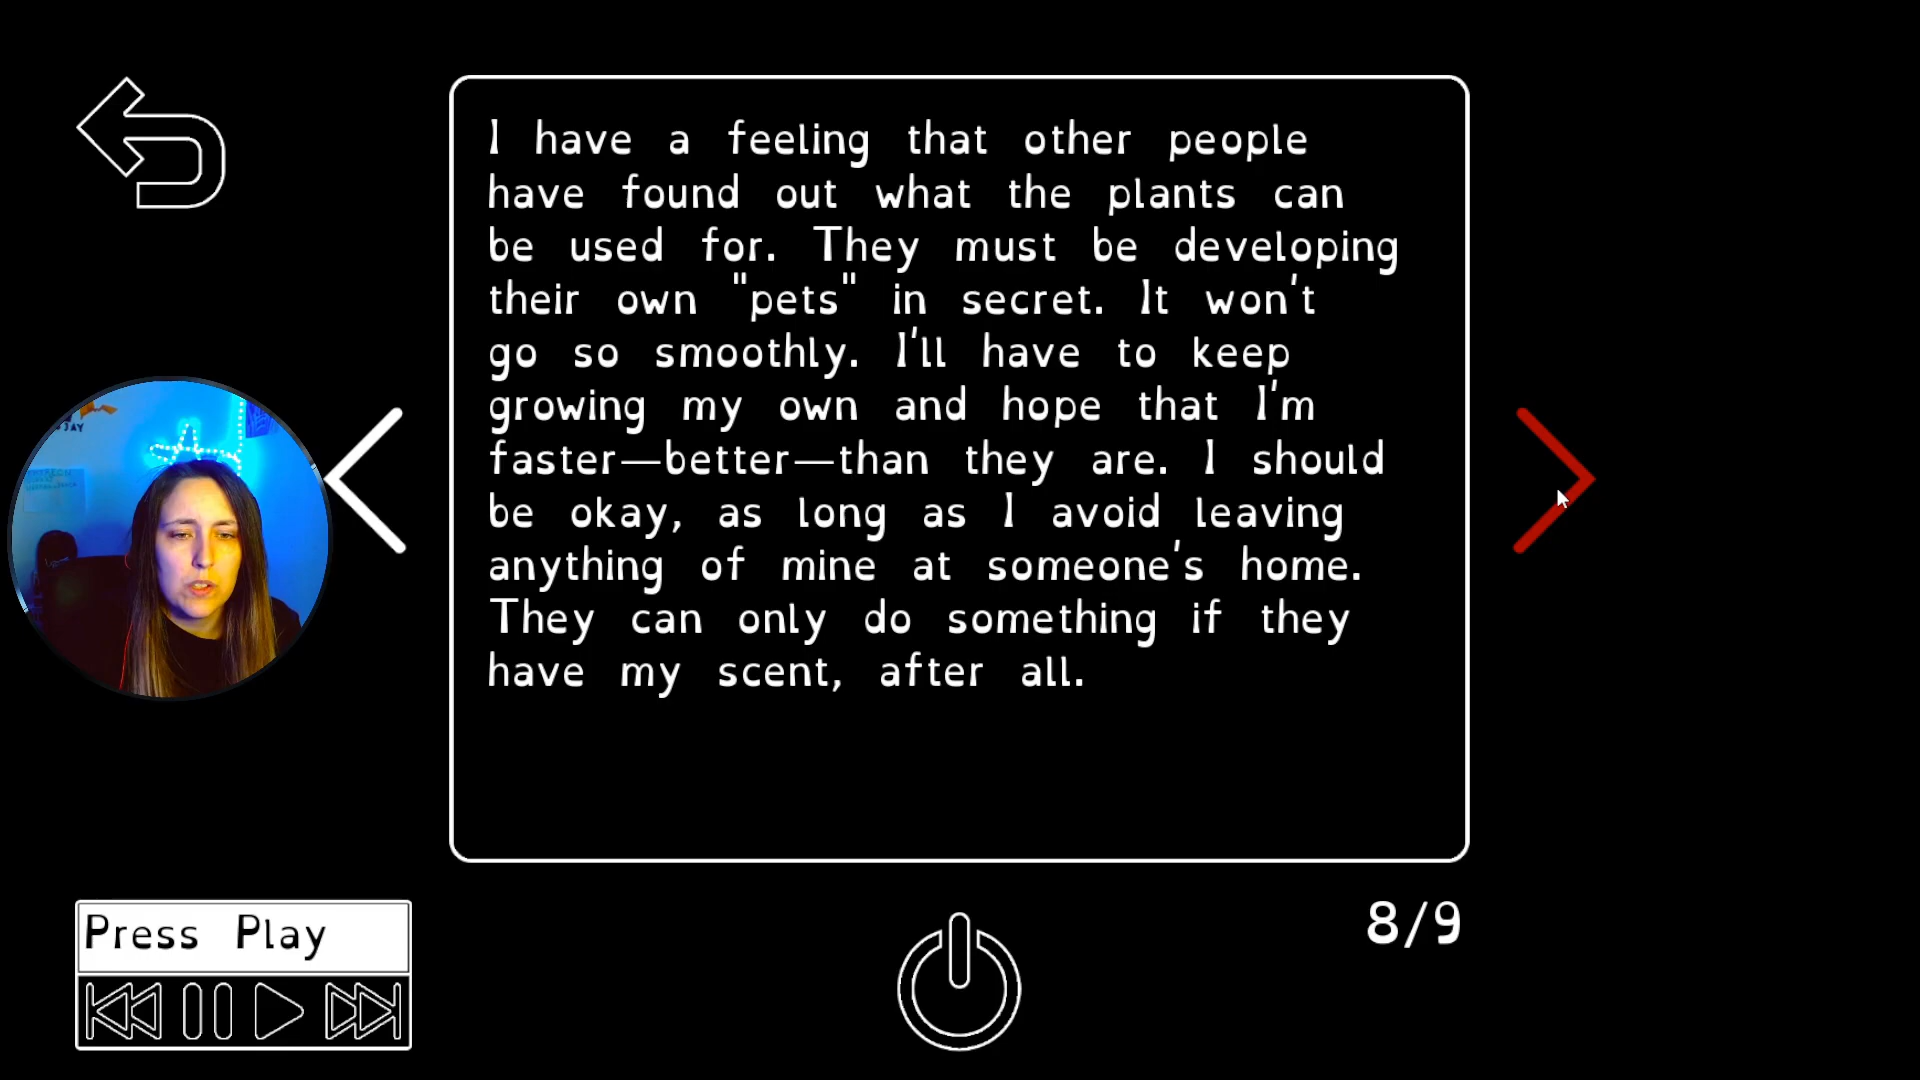 I have a feeling that other people
have found out what the plants can
be used for. They must be developing
their own "pets" in secret. It won't
go so smoothly. I'll have to keep
growing my own and hope that I'm
faster—better—than they are. I should
be okay, as long as I avoid leaving
anything of mine at someone's home.
They can only do something if they
have my scent, after all.
Press Play
8/9